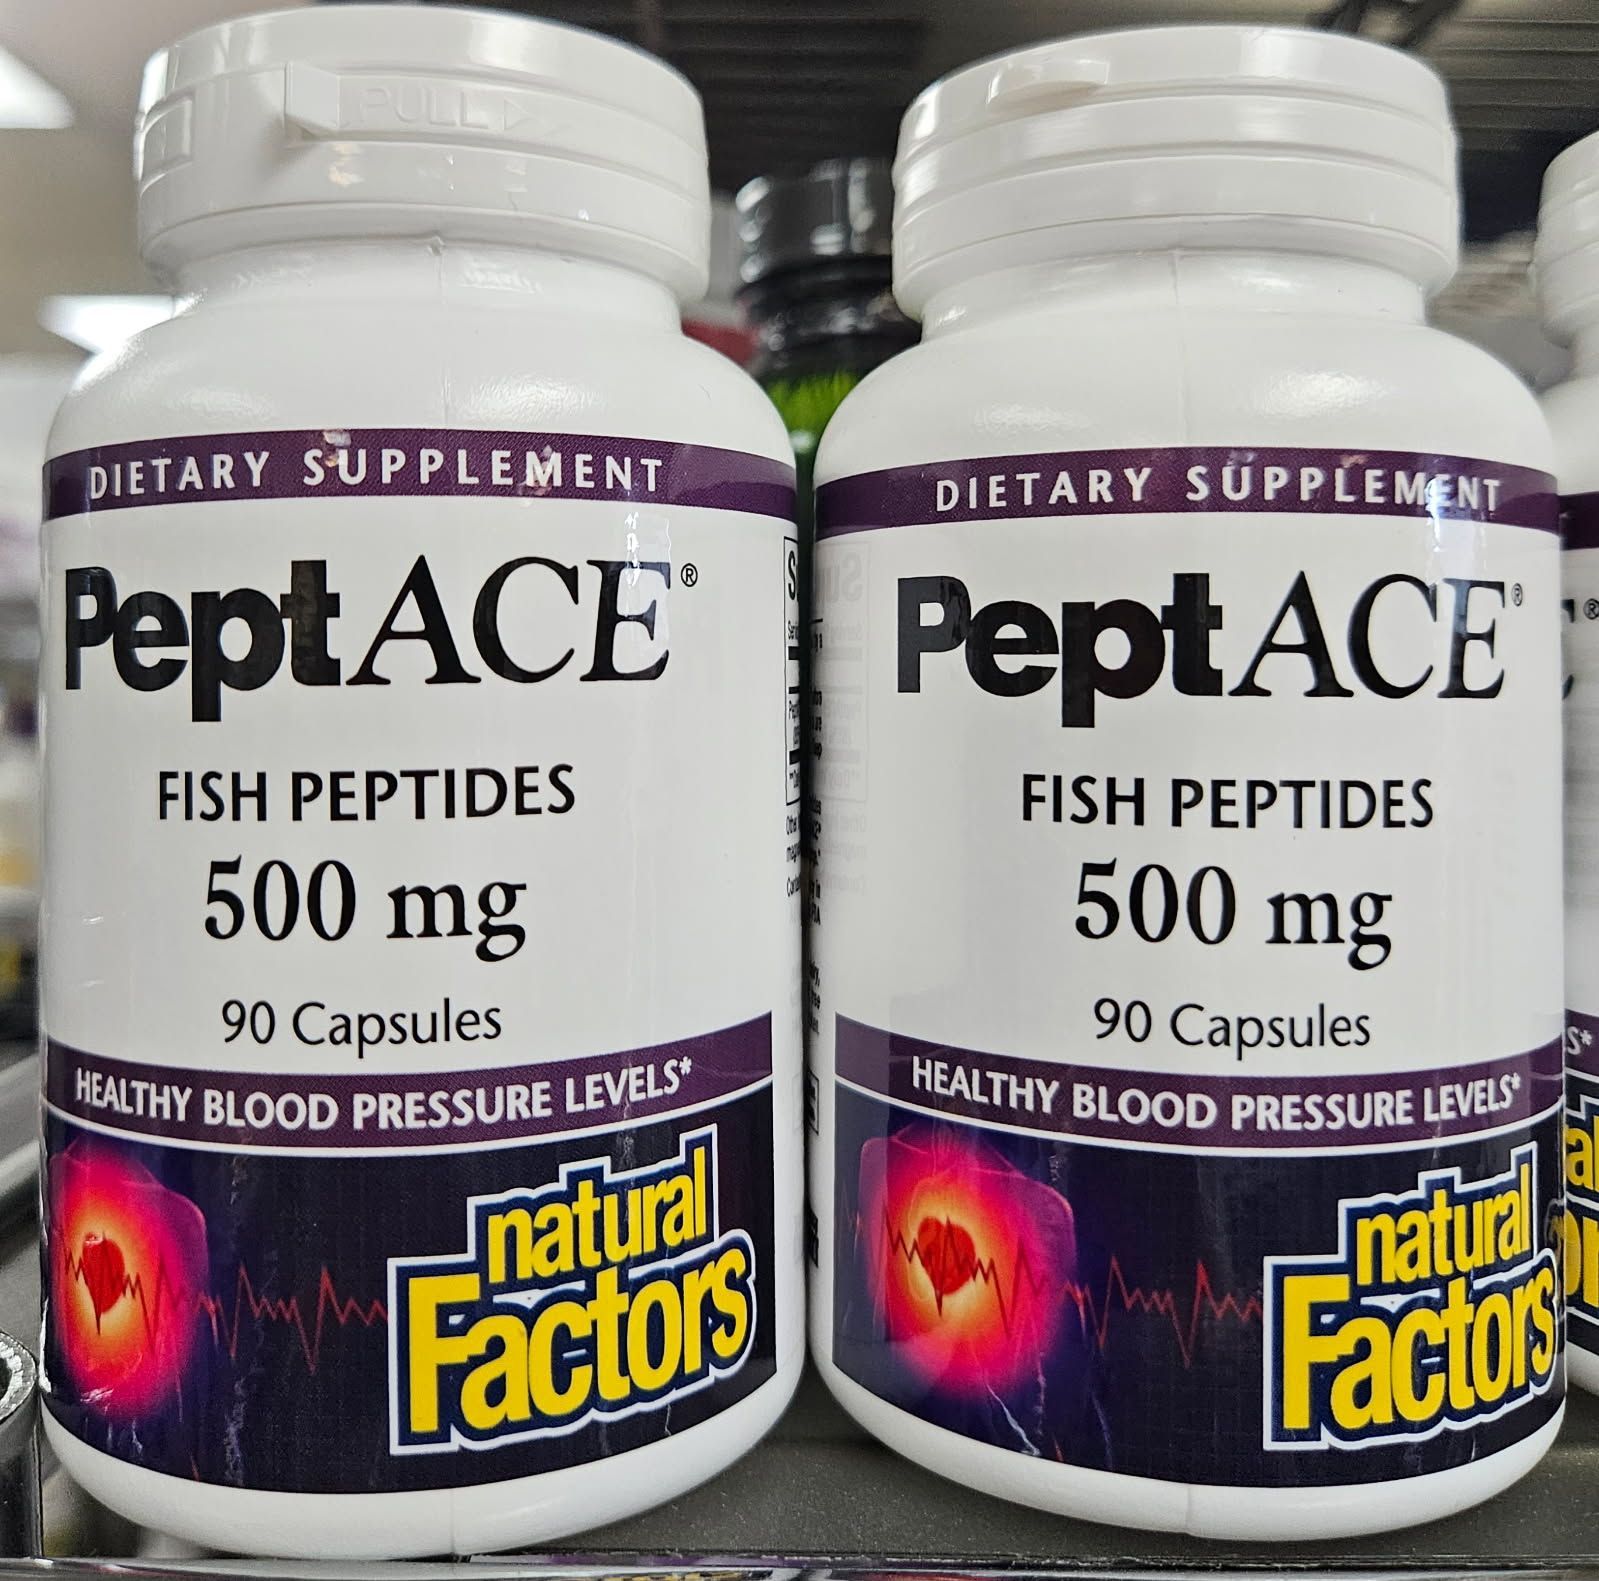 PULL
DIETARY SUPPLEMENT
PeptACE®
FISH PEPTIDES
500 mg
90 Capsules
HEALTHY BLOOD PRESSURE LEVELS*
natural
Factors
DIETARY SUPPLEMENT
PeptACE®
FISH PEPTIDES
500 mg
90 Capsules
HEALTHY BLOOD PRESSURE LEVELS*
natural
Factors